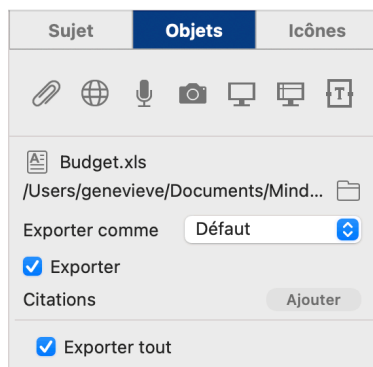 Sujet Objets Icônes
Budget.xls
/Users/genevieve/Documents/Mind...
Exporter comme Défaut
Exporter
Citations Ajouter
Exporter tout